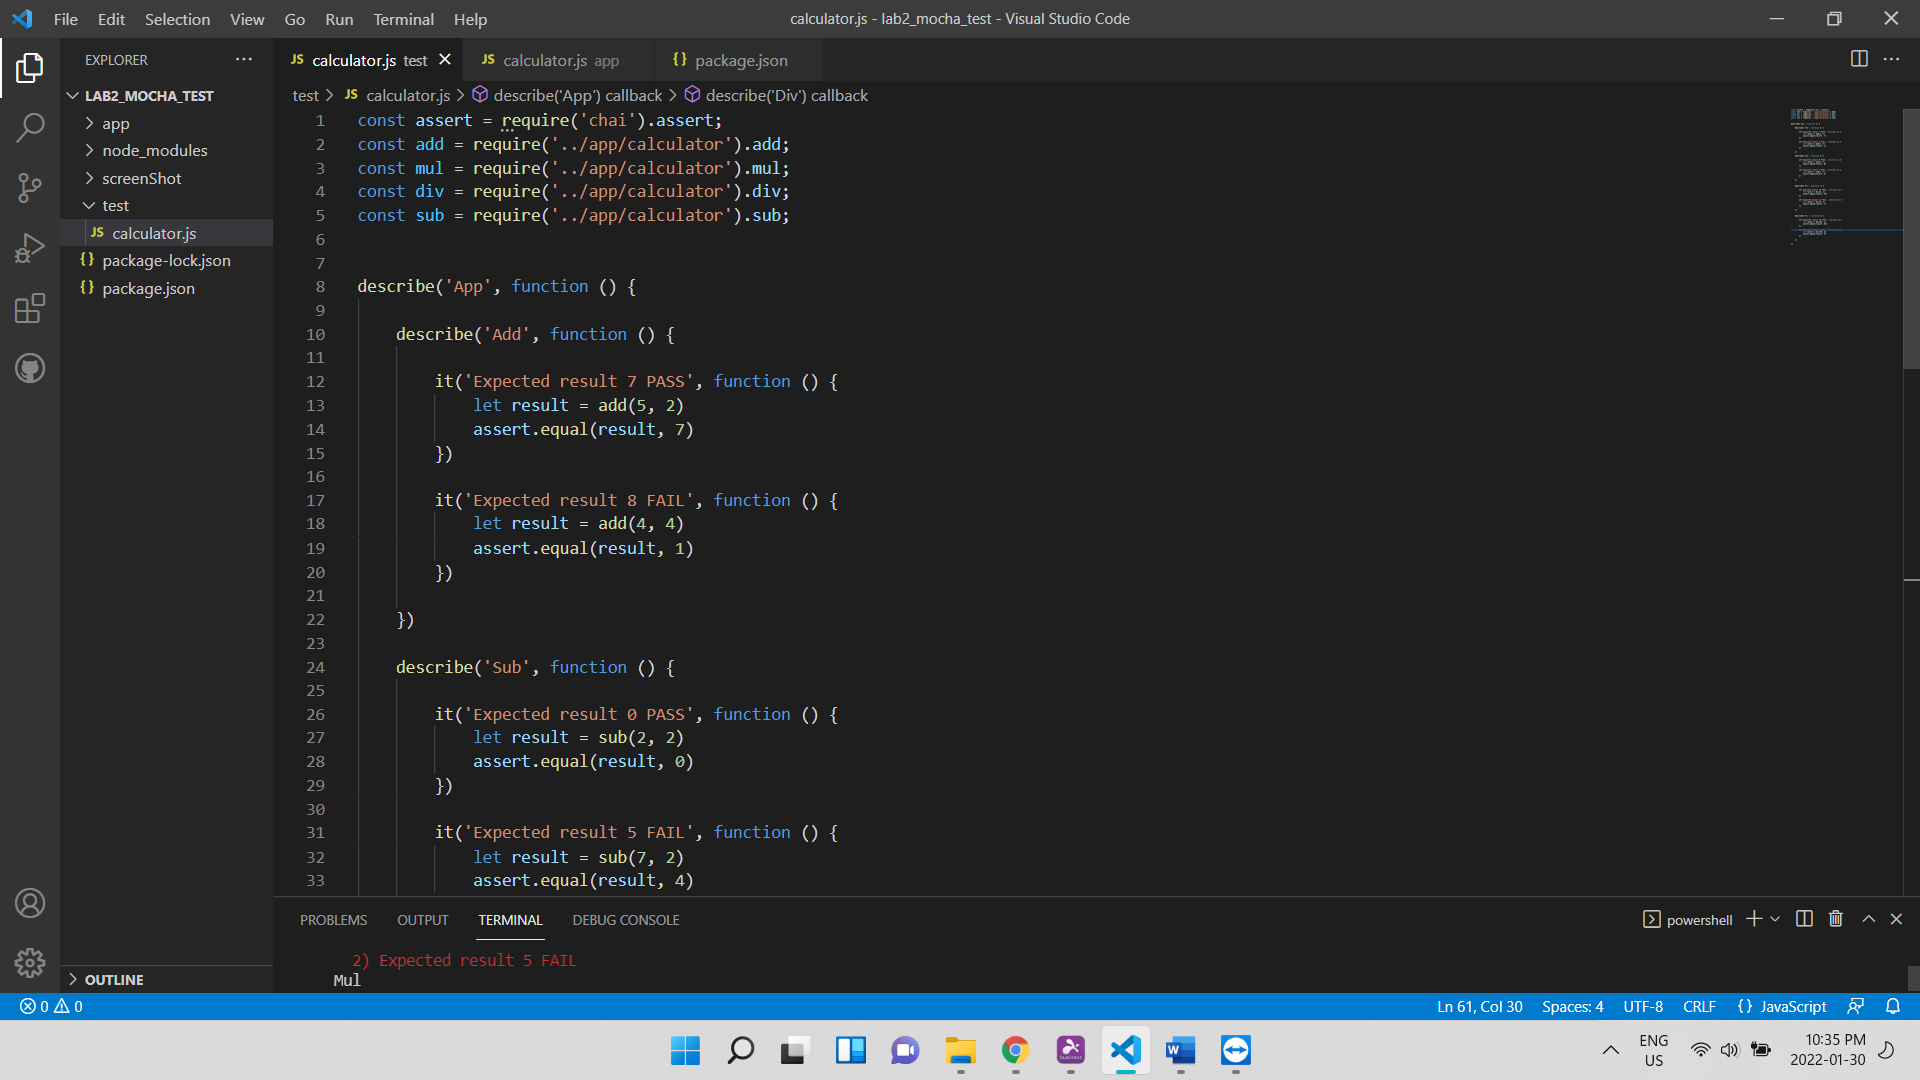 File Edit Selection View Go Run Terminal Help
calculator.js - lab2_mocha_test - Visual Studio Code
EXPLORER
LAB2_MOCHA_TEST
app
node_modules
screenShot
test
JS calculator.js
{} package-lock.json
{} package.json
OUTLINE
JS calculator.js test
JS calculator.js app
{} package.json
test > JS calculator.js > describe('App') callback > describe('Div') callback
1 const assert = require('chai').assert;
2 const add = require('../app/calculator').add;
3 const mul = require('../app/calculator').mul;
4 const div = require('../app/calculator').div;
5 const sub = require('../app/calculator').sub;
6
7
8 describe('App', function () {
9
10 describe('Add', function () {
11
12 it('Expected result 7 PASS', function () {
13 let result = add(5, 2)
14 assert.equal(result, 7)
15 })
16
17 it('Expected result 8 FAIL', function () {
18 let result = add(4, 4)
19 assert.equal(result, 1)
20 })
21
22 })
23
24 describe('Sub', function () {
25
26 it('Expected result 0 PASS', function () {
27 let result = sub(2, 2)
28 assert.equal(result, 0)
29 })
30
31 it('Expected result 5 FAIL', function () {
32 let result = sub(7, 2)
33 assert.equal(result, 4)
PROBLEMS OUTPUT TERMINAL DEBUG CONSOLE
powershell
2) Expected result 5 FAIL
Mul
0 0
Ln 61, Col 30 Spaces: 4 UTF-8 CRLF {} JavaScript
business
W
ENG
US
10:35 PM
2022-01-30